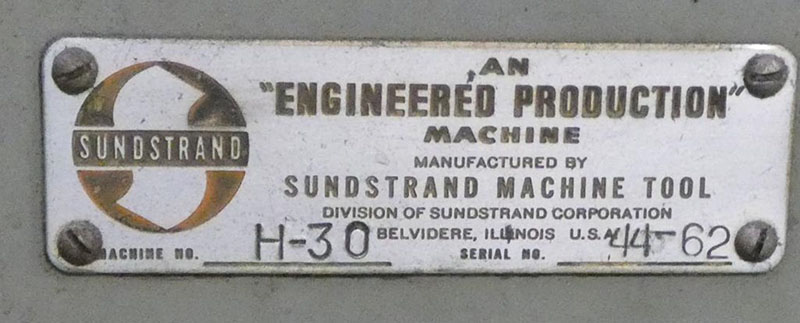 SUNDSTRAND
AN
"ENGINEERED PRODUCTION"
MACHINE
MANUFACTURED BY
SUNDSTRAND MACHINE TOOL
DIVISION OF SUNDSTRAND CORPORATION
BELVIDERE, ILLINOIS U.S.A.
MACHINE NO. H-30 SERIAL NO. 44-62